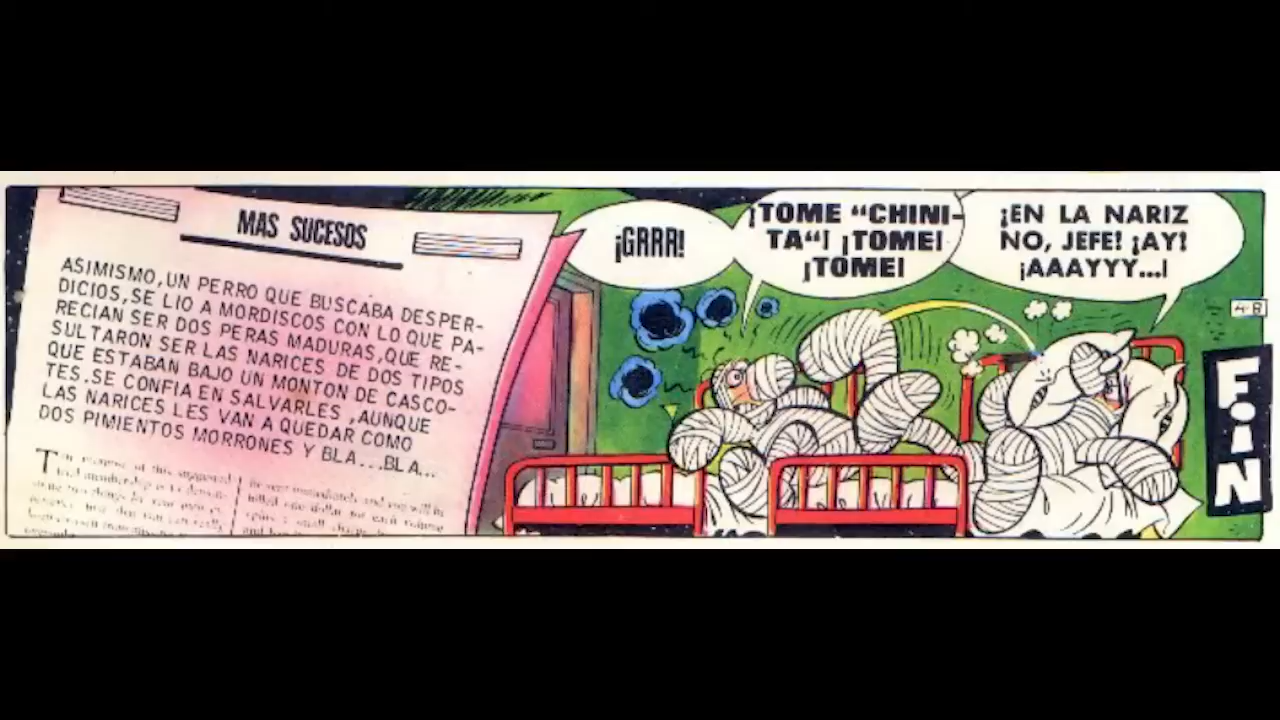 MAS SUCESOS
ASIMISMO, UN PERRO QUE BUSCABA DESPER-
DICIOS, SE LIO A MORDISCOS CON LO QUE PA-
RECIAN SER DOS PERAS MADURAS, QUE RE-
SULTARON SER LAS NARICES DE DOS TIPOS
QUE ESTABAN BAJO UN MONTON DE CASCO-
TES. SE CONFIA EN SALVARLES, AUNQUE
LAS NARICES LES VAN A QUEDAR COMO
DOS PIMIENTOS MORRONES Y BLA...BLA...
¡GRRR!
¡TOME “CHINI-
TA“! ¡TOME!
¡TOME!
¡EN LA NARIZ
NO, JEFE! ¡AY!
¡AAAYYY...!
4-8
FIN